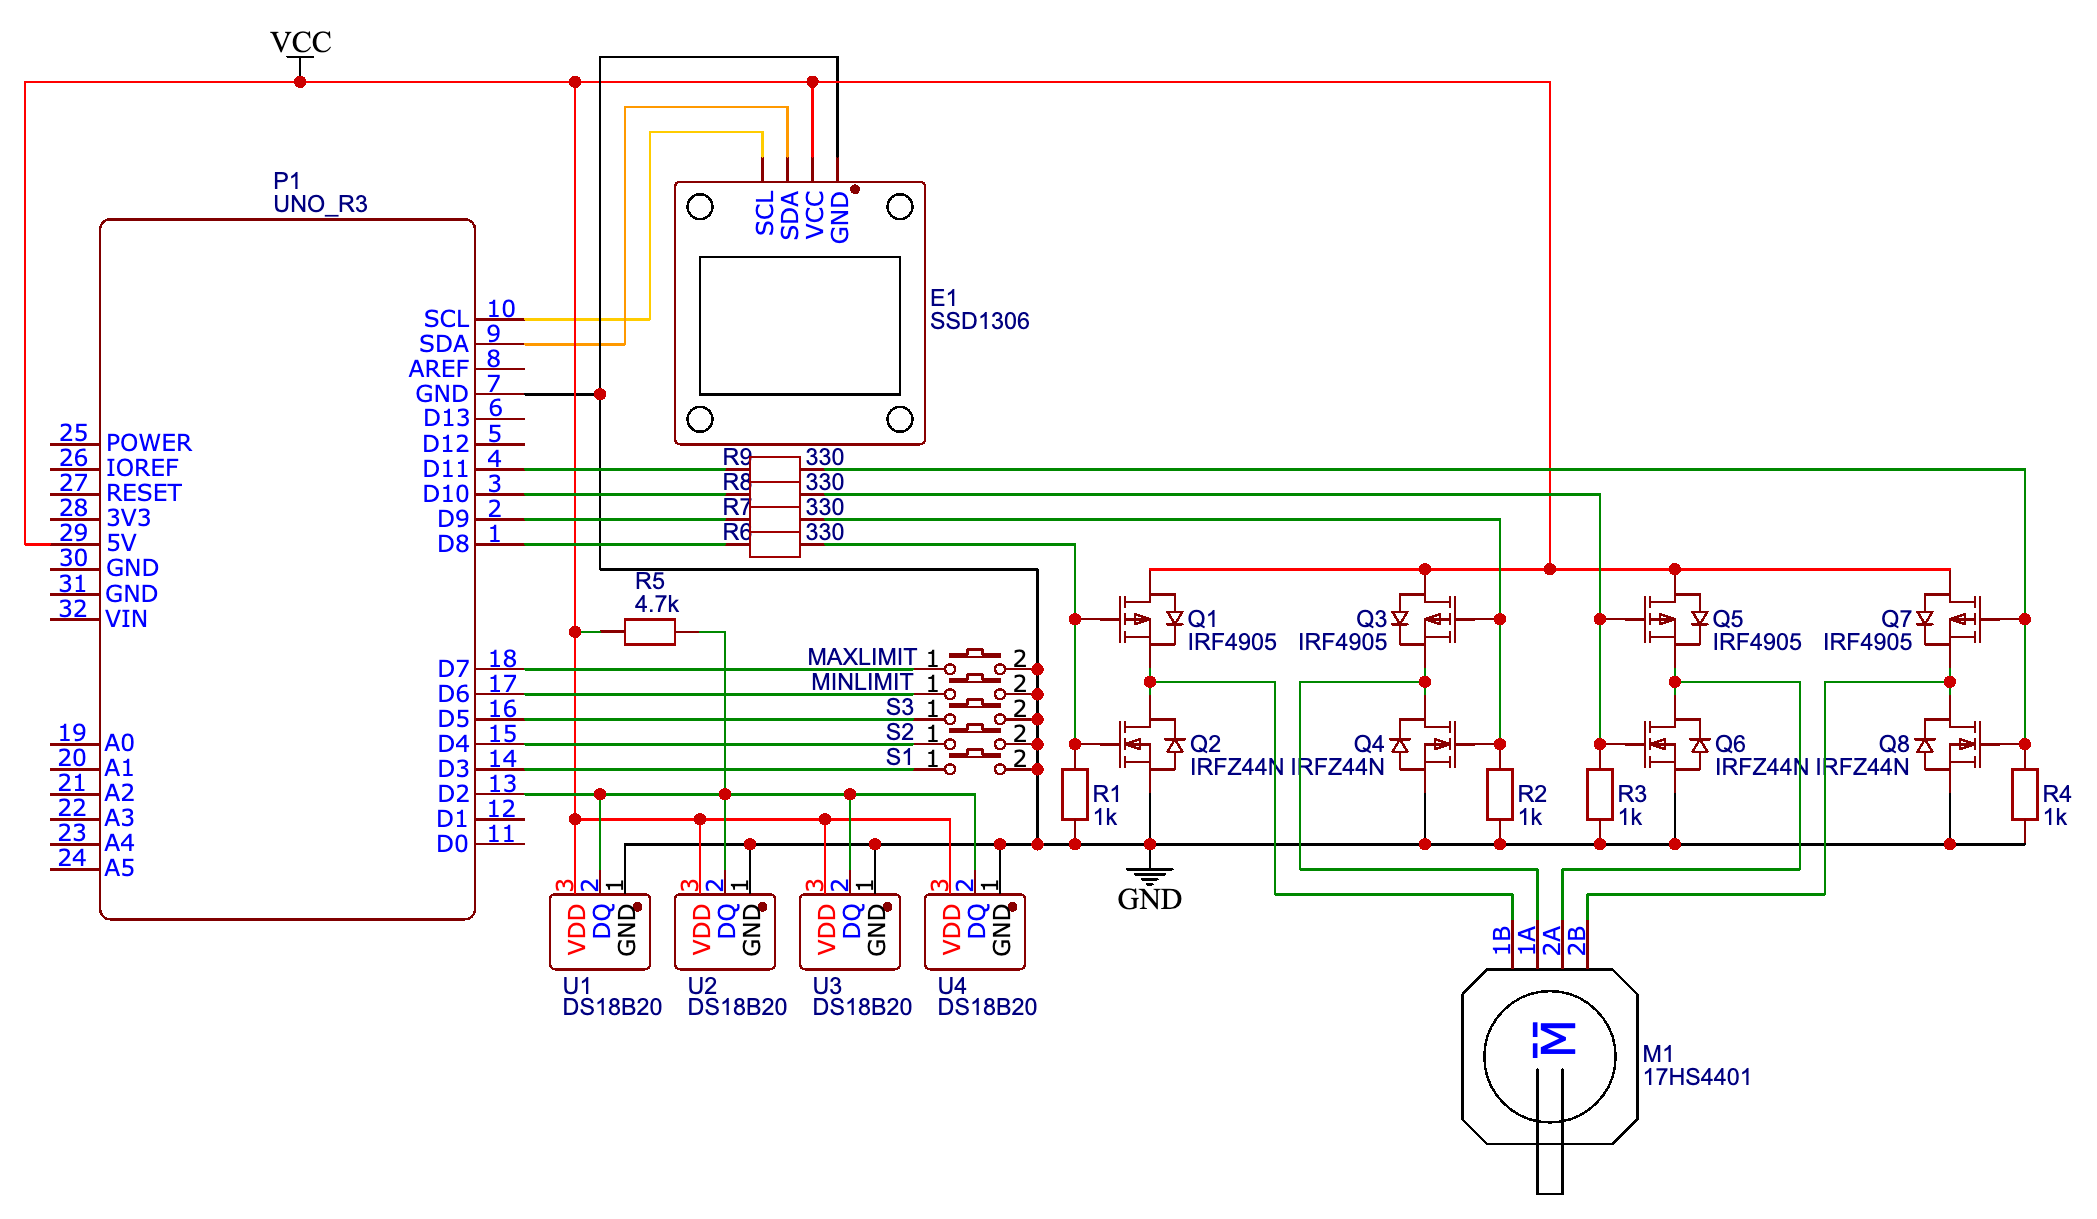 VCC
P1
UNO_R3
SCL 10
SDA 9
AREF 8
GND 7
D13 6
D12 5
D11 4
D10 3
D9 2
D8 1
25 POWER
26 IOREF
27 RESET
28 3V3
29 5V
30 GND
31 GND
32 VIN
D7 18
D6 17
D5 16
D4 15
D3 14
D2 13
D1 12
D0 11
19 A0
20 A1
21 A2
22 A3
23 A4
24 A5
SCL
SDA
VCC
GND
E1
SSD1306
R9 330
R8 330
R7 330
R6 330
R5
4.7k
MAXLIMIT 1 2
MINLIMIT 1 2
S3 1 2
S2 1 2
S1 1 2
Q1
IRF4905
Q3
IRF4905
Q5
IRF4905
Q7
IRF4905
Q2
IRFZ44N
Q4
IRFZ44N
Q6
IRFZ44N
Q8
IRFZ44N
R1
1k
R2
1k
R3
1k
R4
1k
GND
3 2 1
VDD DQ GND
U1
DS18B20
3 2 1
VDD DQ GND
U2
DS18B20
3 2 1
VDD DQ GND
U3
DS18B20
3 2 1
VDD DQ GND
U4
DS18B20
1B
1A
2A
2B
M
M1
17HS4401